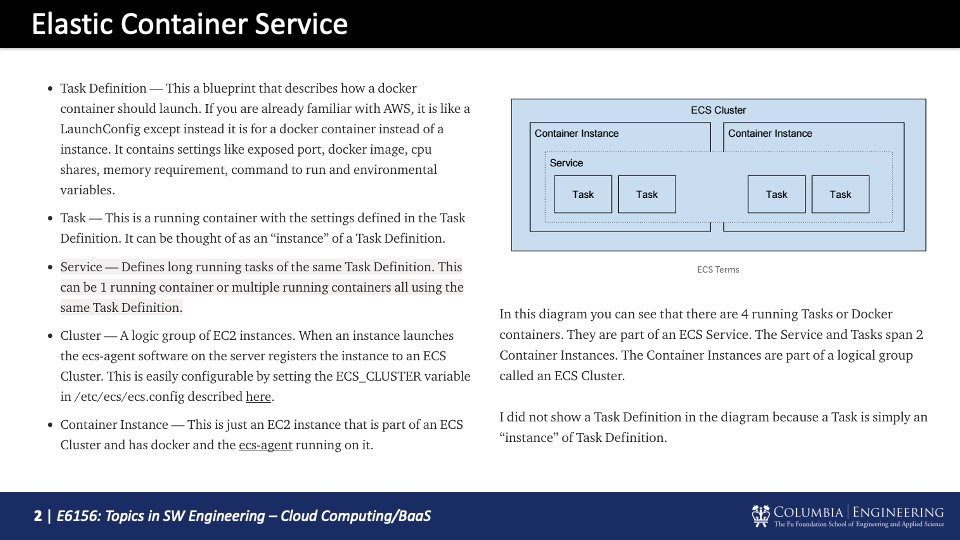 Elastic Container Service
• Task Definition — This a blueprint that describes how a docker
container should launch. If you are already familiar with AWS, it is like a
LaunchConfig except instead it is for a docker container instead of a
instance. It contains settings like exposed port, docker image, cpu
shares, memory requirement, command to run and environmental
variables.
• Task — This is a running container with the settings defined in the Task
Definition. It can be thought of as an “instance” of a Task Definition.
• Service — Defines long running tasks of the same Task Definition. This
can be 1 running container or multiple running containers all using the
same Task Definition.
• Cluster — A logic group of EC2 instances. When an instance launches
the ecs-agent software on the server registers the instance to an ECS
Cluster. This is easily configurable by setting the ECS_CLUSTER variable
in /etc/ecs/ecs.config described here.
• Container Instance — This is just an EC2 instance that is part of an ECS
Cluster and has docker and the ecs-agent running on it.
ECS Cluster
Container Instance
Container Instance
Service
Task
Task
Task
Task
ECS Terms
In this diagram you can see that there are 4 running Tasks or Docker
containers. They are part of an ECS Service. The Service and Tasks span 2
Container Instances. The Container Instances are part of a logical group
called an ECS Cluster.
I did not show a Task Definition in the diagram because a Task is simply an
“instance” of Task Definition.
2 | E6156: Topics in SW Engineering – Cloud Computing/BaaS
COLUMBIA | ENGINEERING
The Fu Foundation School of Engineering and Applied Science